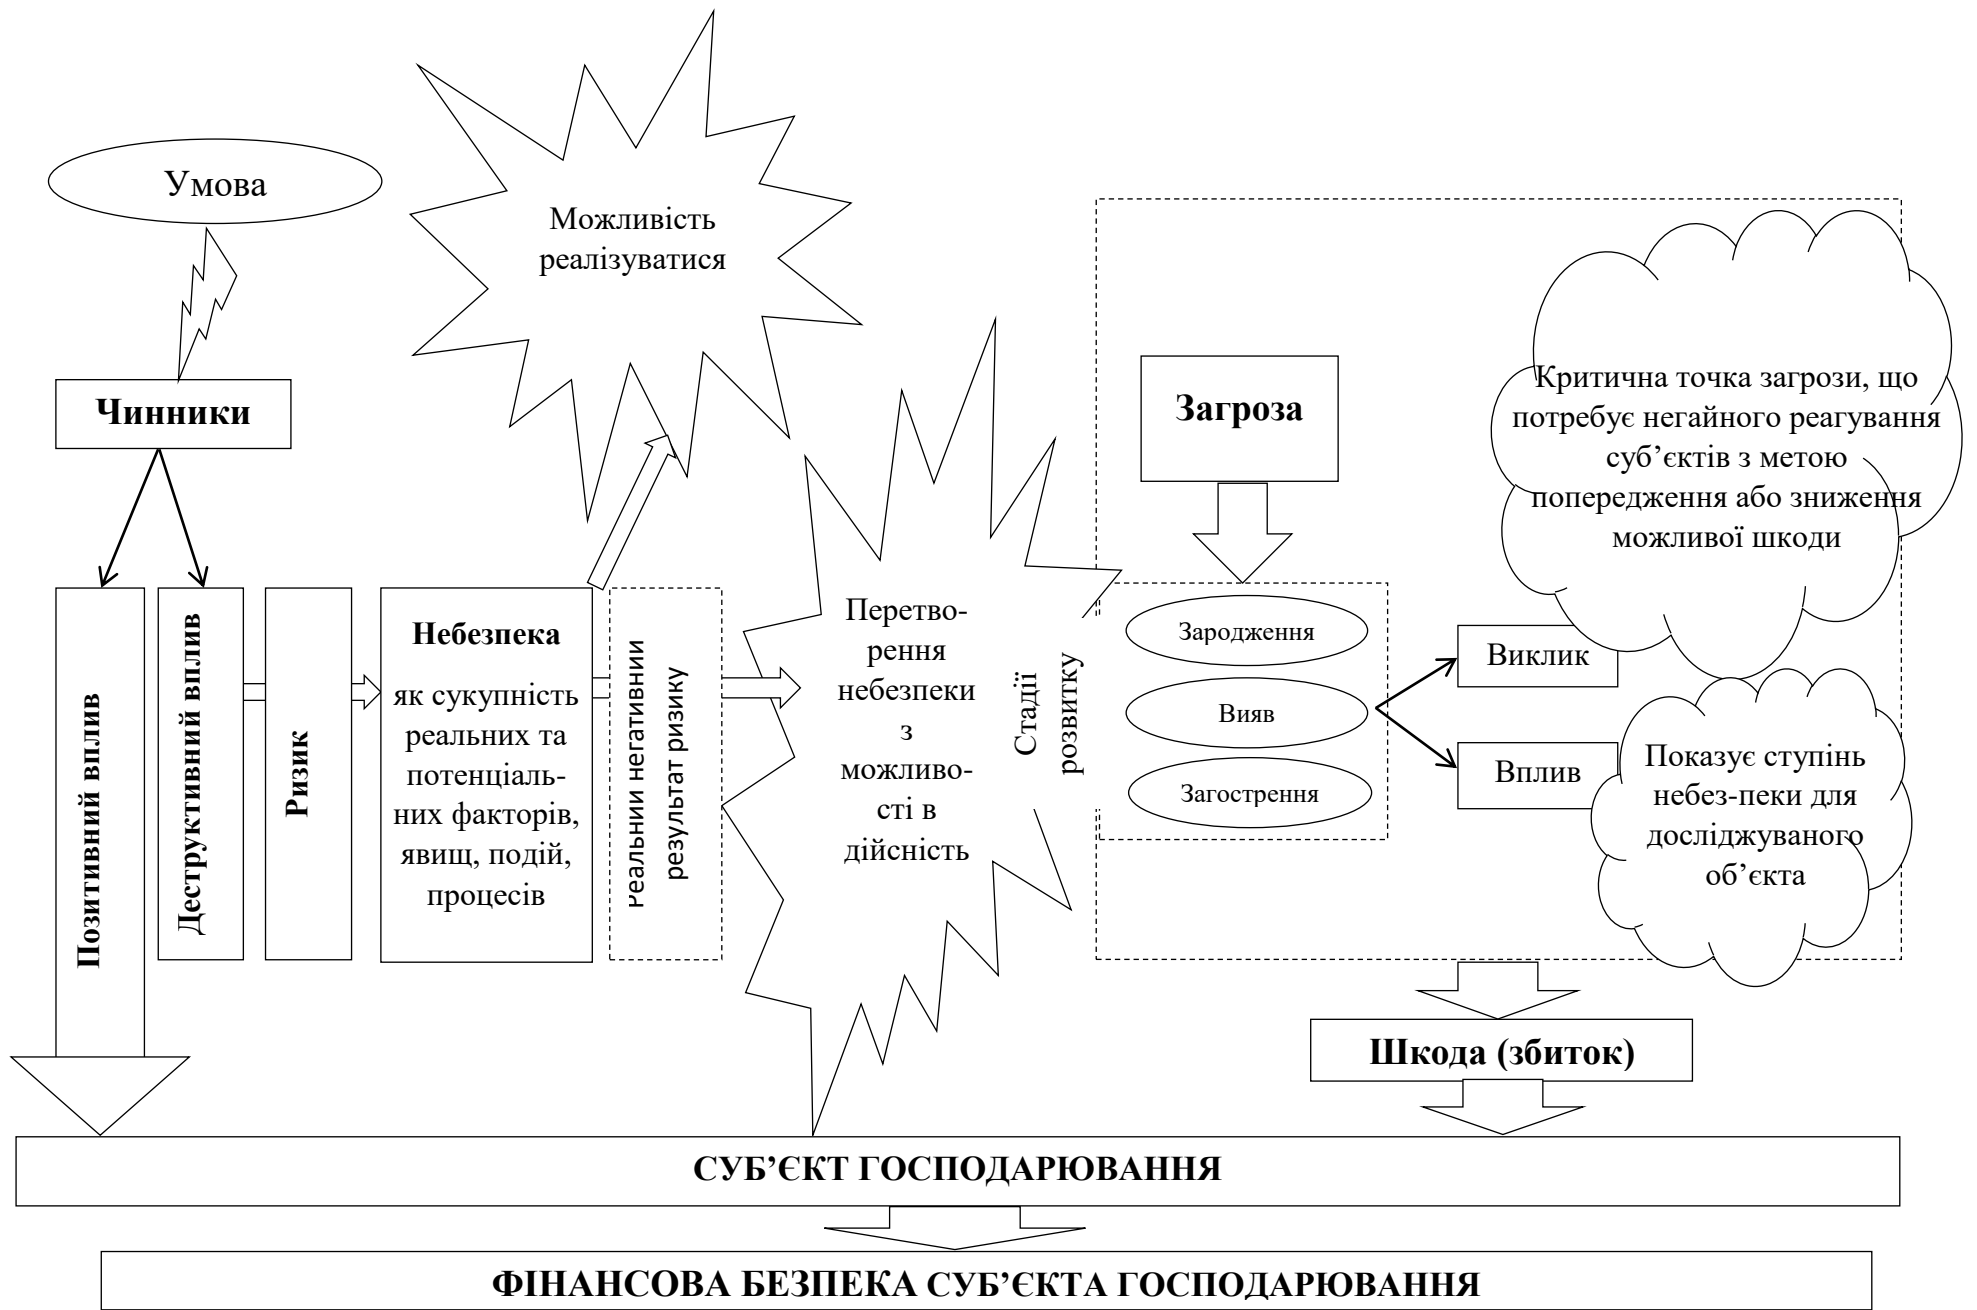 Умова
Можливість
реалізуватися
Чинники
Позитивний вплив
Деструктивний вплив
Ризик
Небезпека
як сукупність
реальних та
потенціаль-
них факторів,
явищ, подій,
процесів
Реальний негативний
результат ризику
Перетво-
рення
небезпеки
з
можливо-
сті в
дійсність
Загроза
Стадії
розвитку
Зародження
Вияв
Загострення
Виклик
Вплив
Критична точка загрози, що
потребує негайного реагування
суб’єктів з метою
попередження або зниження
можливої шкоди
Показує ступінь
небез-пеки для
досліджуваного
об’єкта
Шкода (збиток)
СУБ’ЄКТ ГОСПОДАРЮВАННЯ
ФІНАНСОВА БЕЗПЕКА СУБ’ЄКТА ГОСПОДАРЮВАННЯ